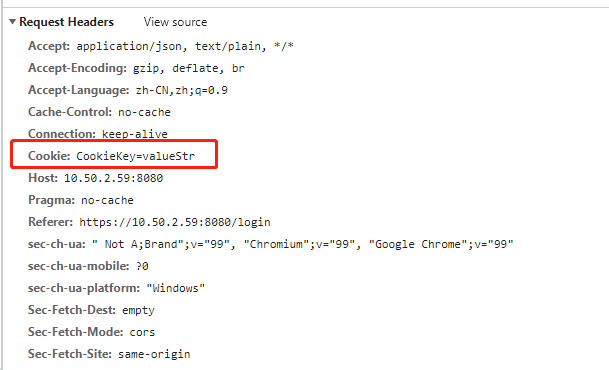 Request Headers View source
Accept: application/json, text/plain, */*
Accept-Encoding: gzip, deflate, br
Accept-Language: zh-CN,zh;q=0.9
Cache-Control: no-cache
Connection: keep-alive
Cookie: CookieKey=valueStr
Host: 10.50.2.59:8080
Pragma: no-cache
Referer: https://10.50.2.59:8080/login
sec-ch-ua: " Not A;Brand";v="99", "Chromium";v="99", "Google Chrome";v="99"
sec-ch-ua-mobile: ?0
sec-ch-ua-platform: "Windows"
Sec-Fetch-Dest: empty
Sec-Fetch-Mode: cors
Sec-Fetch-Site: same-origin